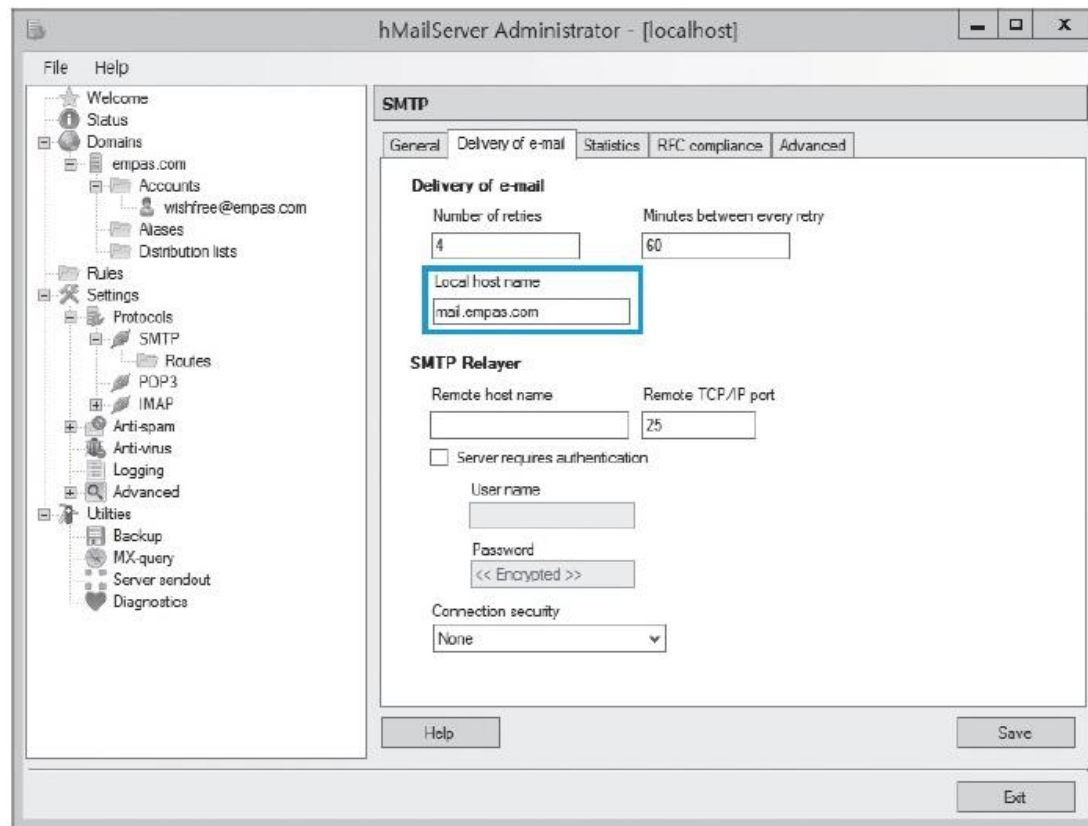 hMailServer Administrator - [localhost]
File Help
Welcome
Status
Domains
empas.com
Accounts
wishfree@empas.com
Aliases
Distribution lists
Rules
Settings
Protocols
SMTP
Routes
POP3
IMAP
Anti-spam
Anti-virus
Logging
Advanced
Utilities
Backup
MX-query
Server sendout
Diagnostics
SMTP
General Delivery of e-mail Statistics RFC compliance Advanced
Delivery of e-mail
Number of retries Minutes between every retry
4 60
Local host name
mail.empas.com
SMTP Relayer
Remote host name Remote TCP/IP port
25
Server requires authentication
User name
Password
<< Encrypted >>
Connection security
None
Help Save
Exit